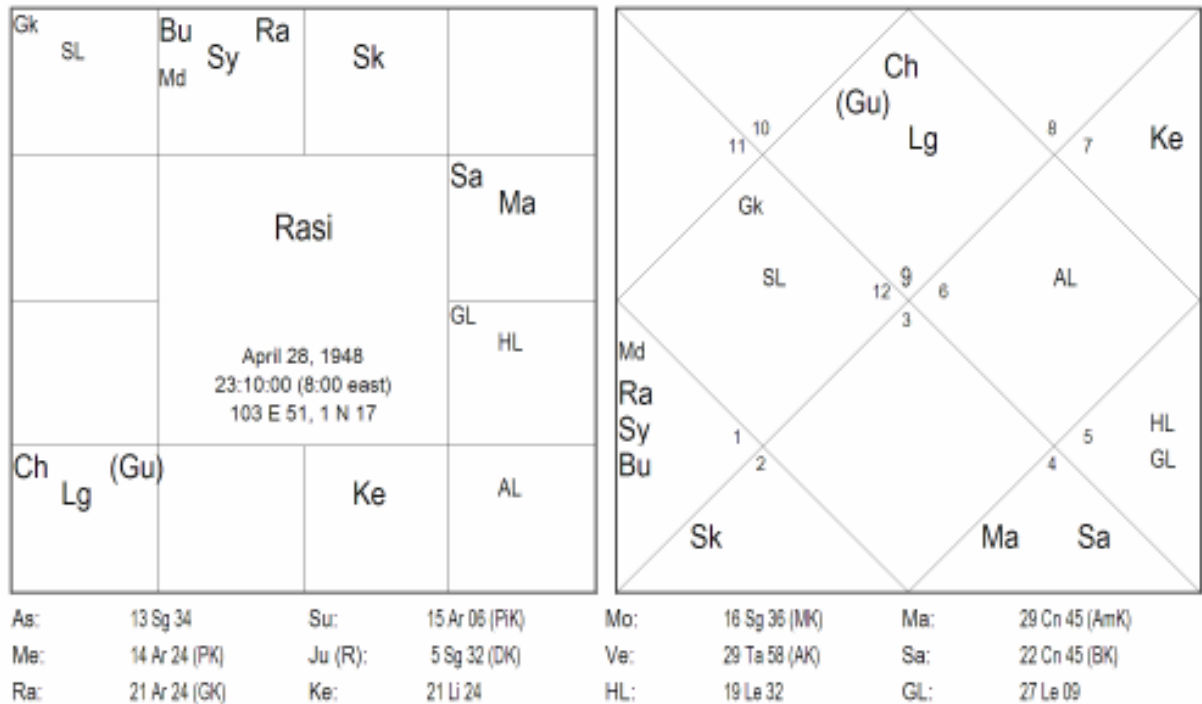 Gk
SL
Bu Sy Ra
Md
Sk
Sa
Ma
Rasi
GL
HL
April 28, 1948
23:10:00 (8:00 east)
103 E 51, 1 N 17
Ch (Gu)
Lg
Ke
AL
Ch
(Gu)
Lg
10
11
8
7
Ke
Gk
SL
12
9
6
3
AL
Md
Ra
Sy
Bu
1
2
5
4
HL
GL
Sk
Ma
Sa
As: 13 Sg 34 Su: 15 Ar 06 (PiK) Mo: 16 Sg 36 (MK) Ma: 29 Cn 45 (AmK)
Me: 14 Ar 24 (PK) Ju (R): 5 Sg 32 (DK) Ve: 29 Ta 58 (AK) Sa: 22 Cn 45 (BK)
Ra: 21 Ar 24 (GK) Ke: 21 Li 24 HL: 19 Le 32 GL: 27 Le 09